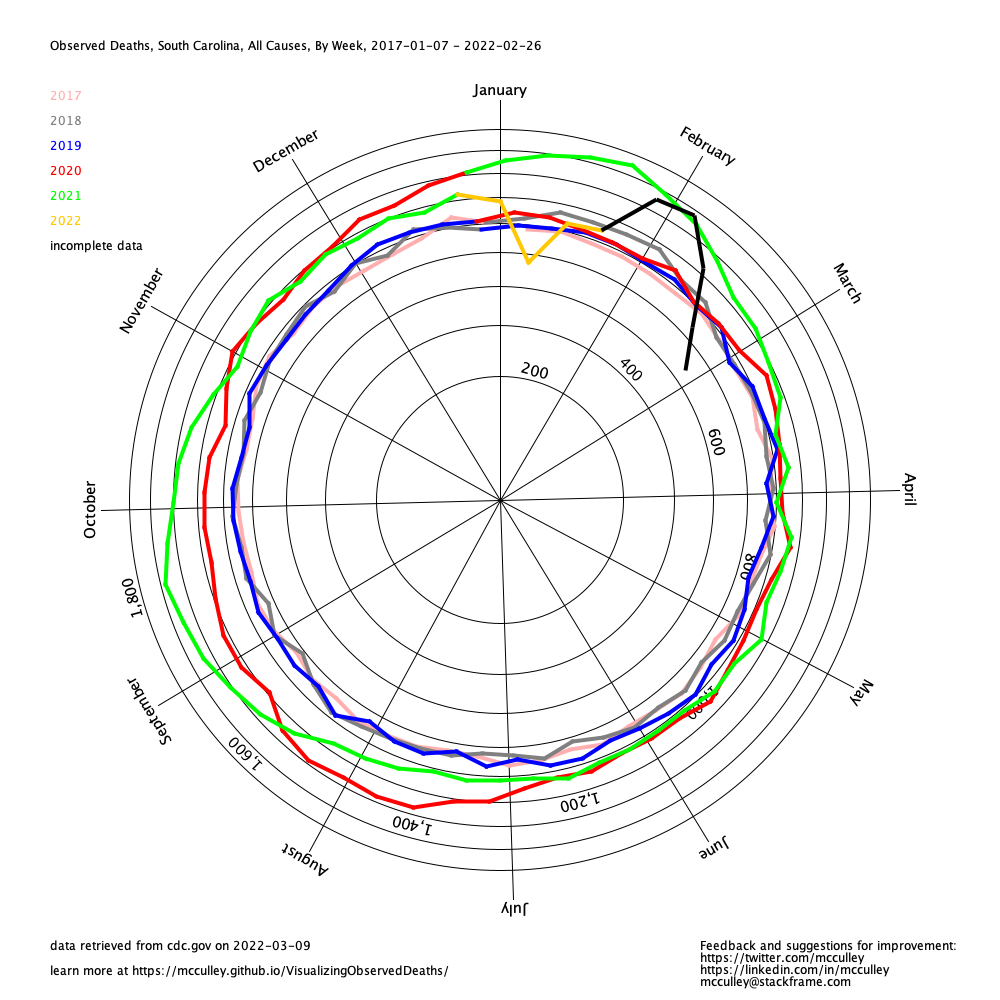 Observed Deaths, South Carolina, All Causes, By Week, 2017-01-07 - 2022-02-26
January
2017
2018
2019
2020
2021
2022
incomplete data
December
February
November
March
200
400
600
April
October
800
1,800
1,000
May
September
1,600
1,200
1,400
June
August
July
data retrieved from cdc.gov on 2022-03-09
learn more at https://mcculley.github.io/VisualizingObservedDeaths/
Feedback and suggestions for improvement:
https://twitter.com/mcculley
https://linkedin.com/in/mcculley
mcculley@stackframe.com